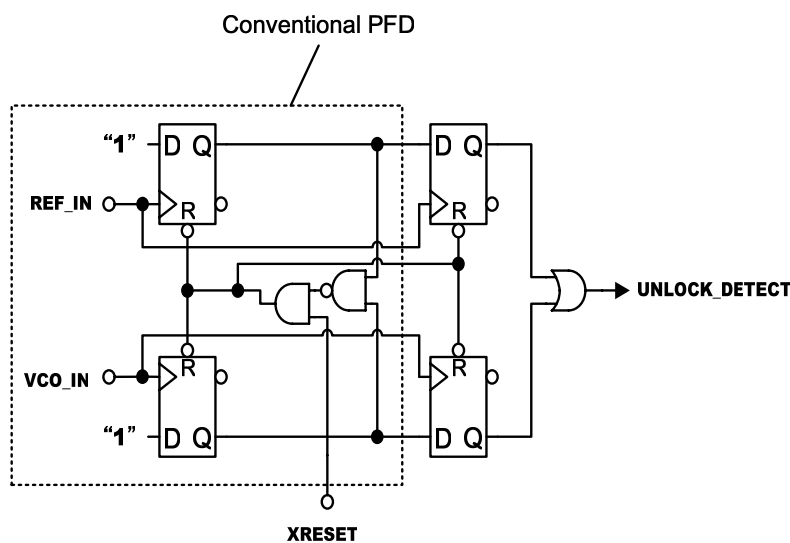 Conventional PFD
"1" D Q D Q
REF_IN R R
UNLOCK_DETECT
VCO_IN R R
"1" D Q D Q
XRESET